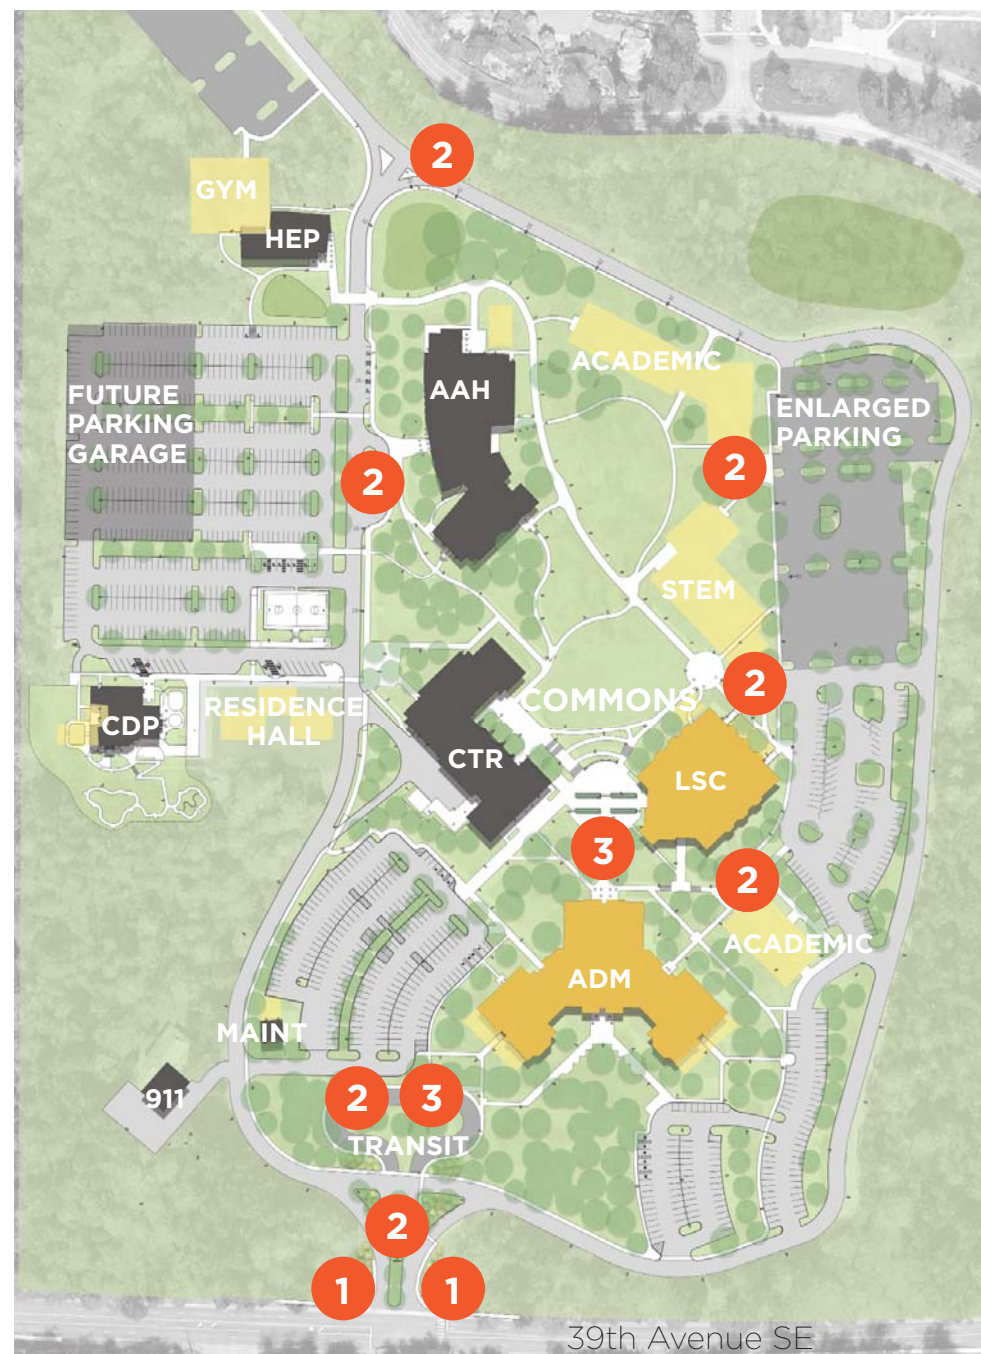 2
GYM
HEP
ACADEMIC
AAH
FUTURE
PARKING
GARAGE
ENLARGED
PARKING
2
2
STEM
2
COMMONS
RESIDENCE
HALL
CDP
CTR
LSC
3
2
ACADEMIC
ADM
MAINT
911
2
3
TRANSIT
2
1
1
39th Avenue SE